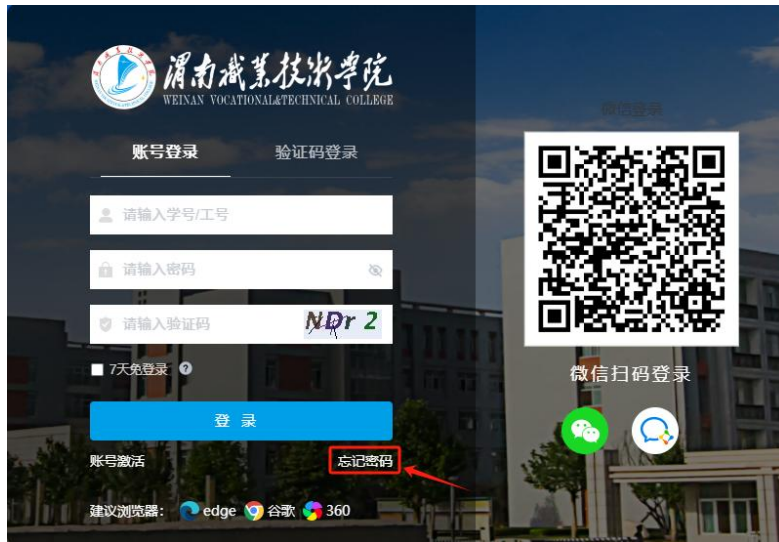 渭南职业技术学院
WEINAN VOCATIONAL&TECHNICAL COLLEGE
账号登录 验证码登录
请输入学号/工号
请输入密码
请输入验证码 NDr 2
7天免登录 ?
登 录
账号激活 忘记密码
建议浏览器： edge 谷歌 360
微信登录
微信扫码登录